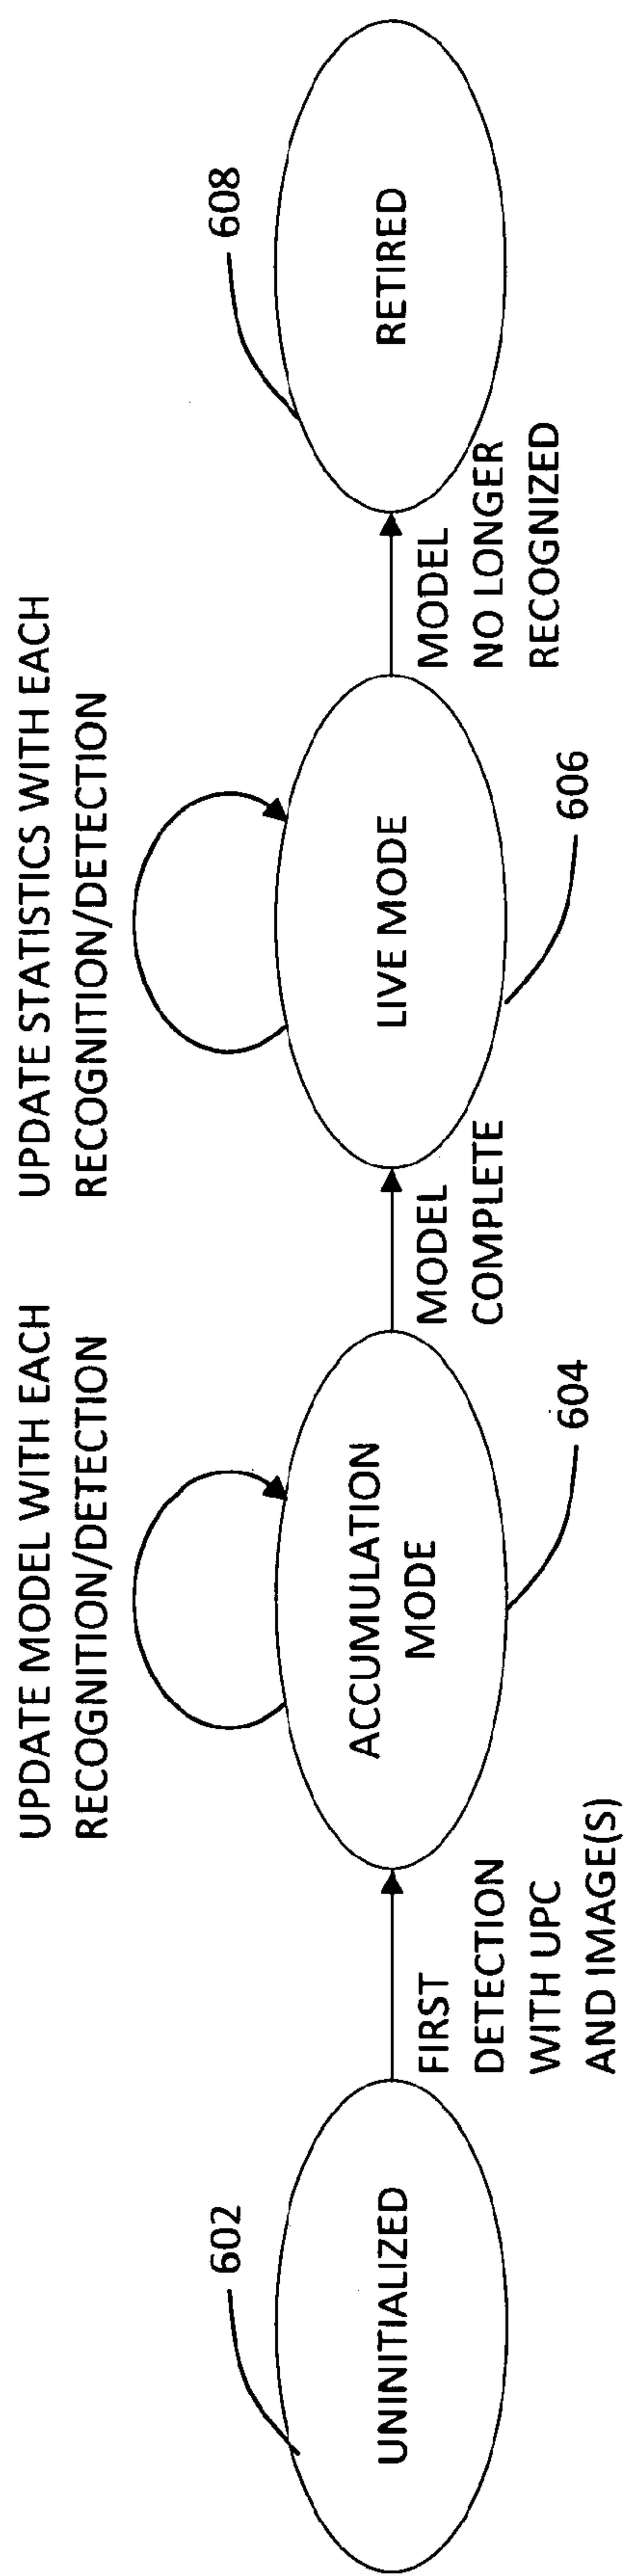 UPDATE MODEL WITH EACH
RECOGNITION/DETECTION
UPDATE STATISTICS WITH EACH
RECOGNITION/DETECTION
602
608
UNINITIALIZED
ACCUMULATION
MODE
LIVE MODE
RETIRED
FIRST
DETECTION
WITH UPC
AND IMAGE(S)
MODEL
COMPLETE
MODEL
NO LONGER
RECOGNIZED
604
606